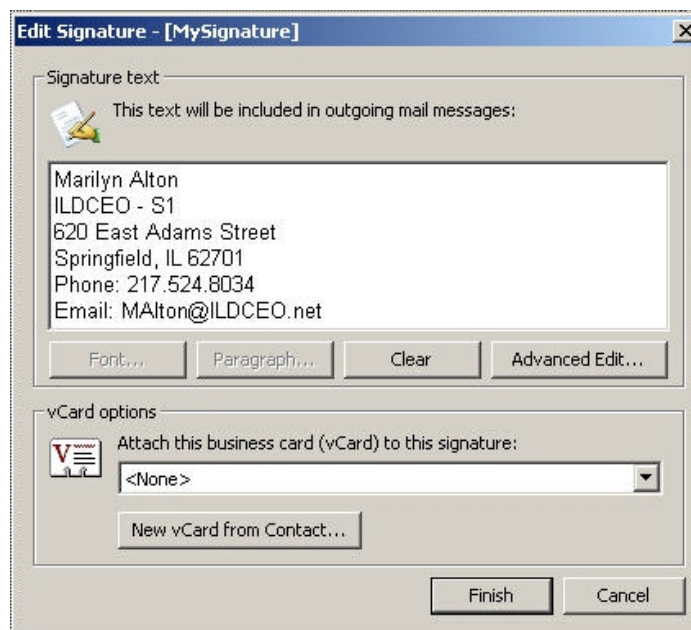 Edit Signature - [MySignature]
Signature text
This text will be included in outgoing mail messages:
Marilyn Alton
ILDCEO - S1
620 East Adams Street
Springfield, IL 62701
Phone: 217.524.8034
Email: MAlton@ILDCEO.net
Font... Paragraph... Clear Advanced Edit...
vCard options
V
Attach this business card (vCard) to this signature:
<None>
New vCard from Contact...
Finish Cancel